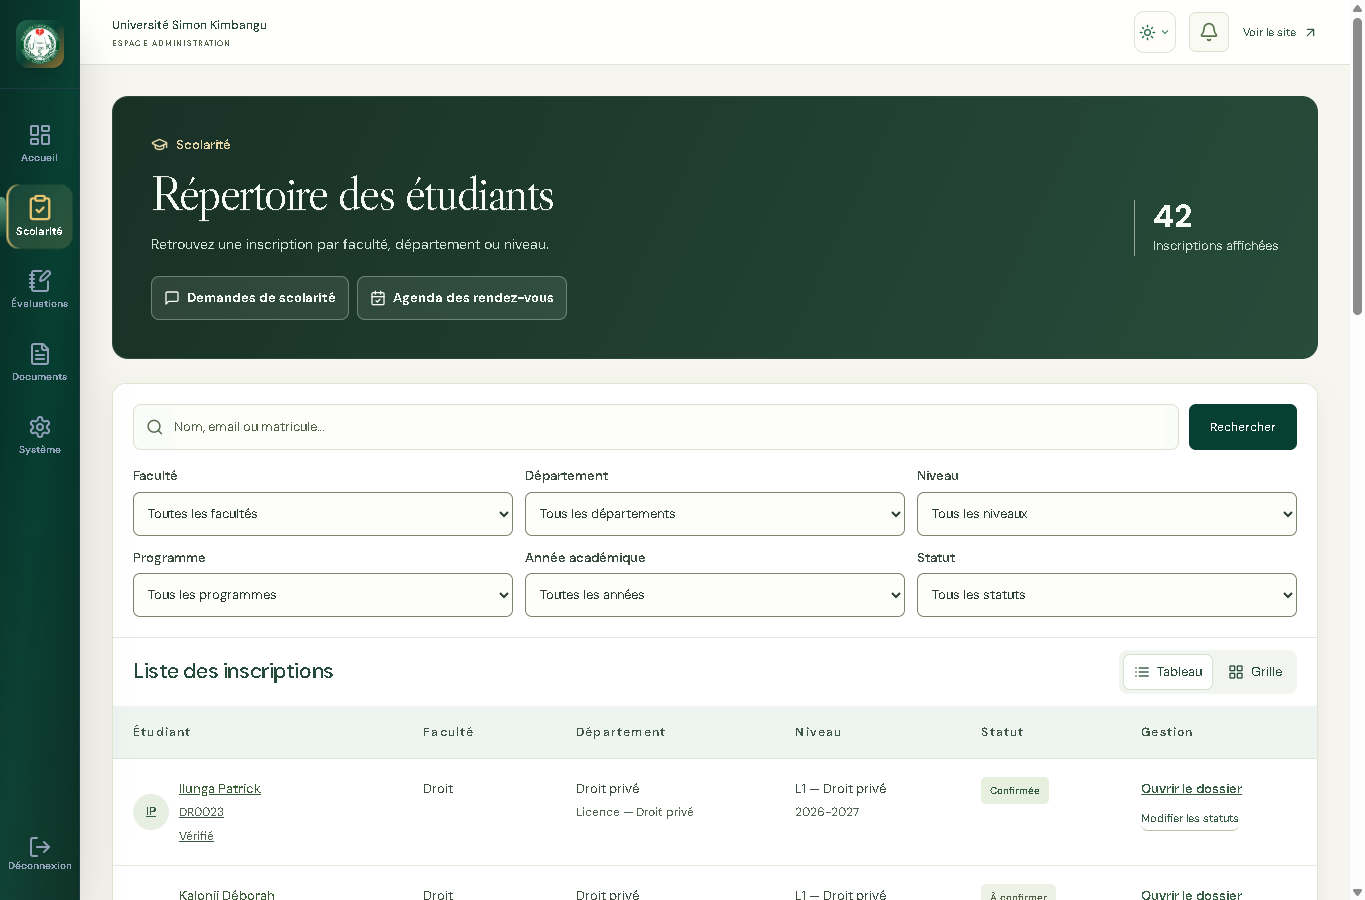 Université Simon Kimbangu
ESPACE ADMINISTRATION
Voir le site
Accueil
Scolarité
Évaluations
Documents
Système
Déconnexion
Scolarité
Répertoire des étudiants
Retrouvez une inscription par faculté, département ou niveau.
Demandes de scolarité
Agenda des rendez-vous
42
Inscriptions affichées
Nom, email ou matricule...
Rechercher
Faculté Département Niveau
Toutes les facultés Tous les départements Tous les niveaux
Programme Année académique Statut
Tous les programmes Toutes les années Tous les statuts
Liste des inscriptions
Tableau Grille
Étudiant Faculté Département Niveau Statut Gestion
IP
Ilunga Patrick Droit Droit privé L1 — Droit privé Confirmée Ouvrir le dossier
DR0023 Licence — Droit privé 2026-2027 Modifier les statuts
Vérifié
Kalonji Déborah Droit Droit privé L1 — Droit privé À confirmer Ouvrir le dossier